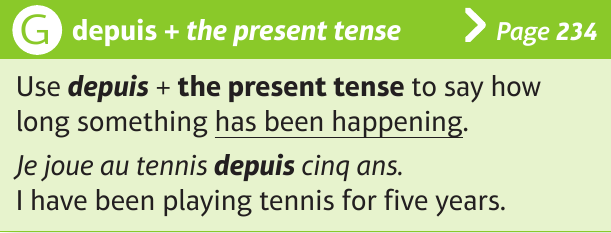 G depuis + the present tense > Page 234
Use depuis + the present tense to say how
long something has been happening.
Je joue au tennis depuis cinq ans.
I have been playing tennis for five years.